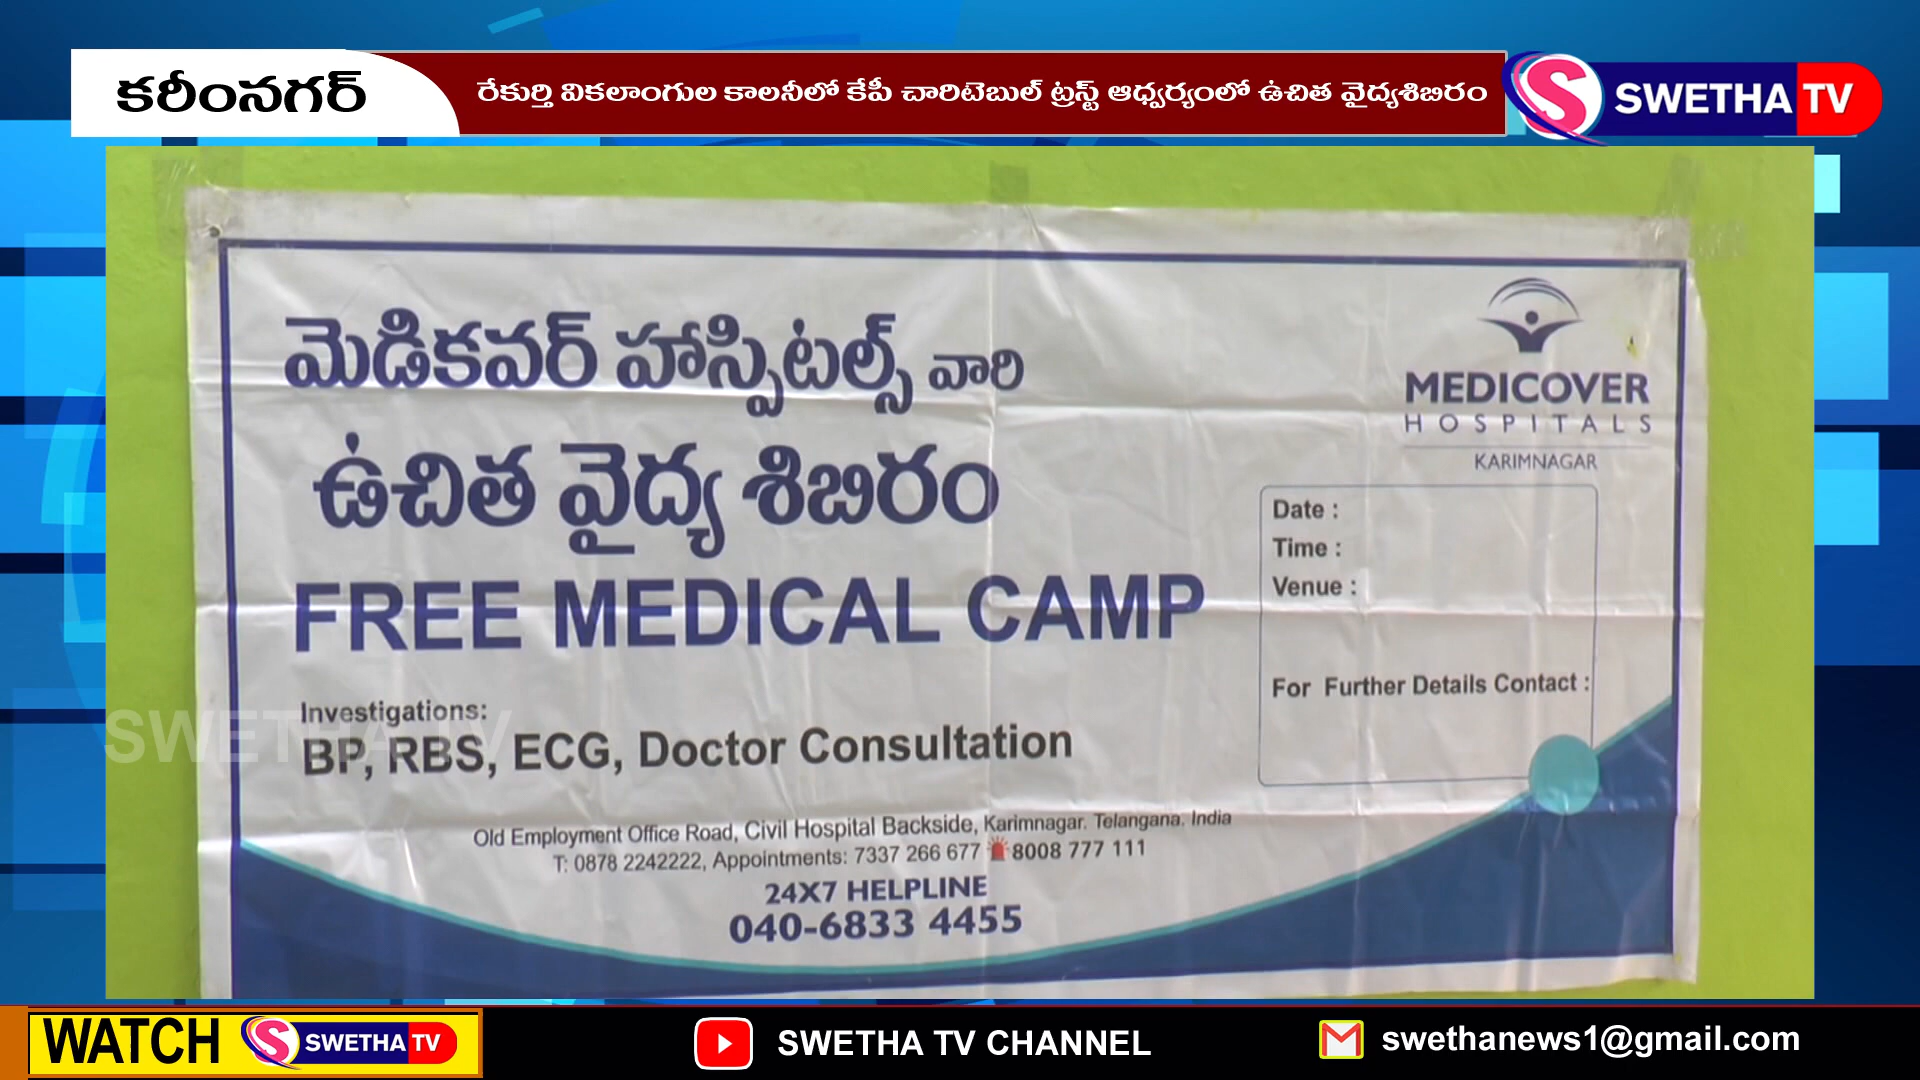 కరీంనగర్
రేకుర్తి వికలాంగుల కాలనీలో కేపీ చారిటెబుల్ ట్రస్ట్ ఆధ్వర్యంలో ఉచిత వైద్యశిబిరం
S SWETHA TV
మెడికవర్ హాస్పిటల్స్ వారి
ఉచిత వైద్య శిబిరం
FREE MEDICAL CAMP
MEDICOVER
HOSPITALS
KARIMNAGAR
Date :
Time :
Venue :
For Further Details Contact :
Investigations:
BP, RBS, ECG, Doctor Consultation
SWETHA TV
Old Employment Office Road, Civil Hospital Backside, Karimnagar. Telangana. India
T: 0878 2242222, Appointments: 7337 266 677 8008 777 111
24X7 HELPLINE
040-6833 4455
WATCH S SWETHA TV
SWETHA TV CHANNEL
swethanews1@gmail.com